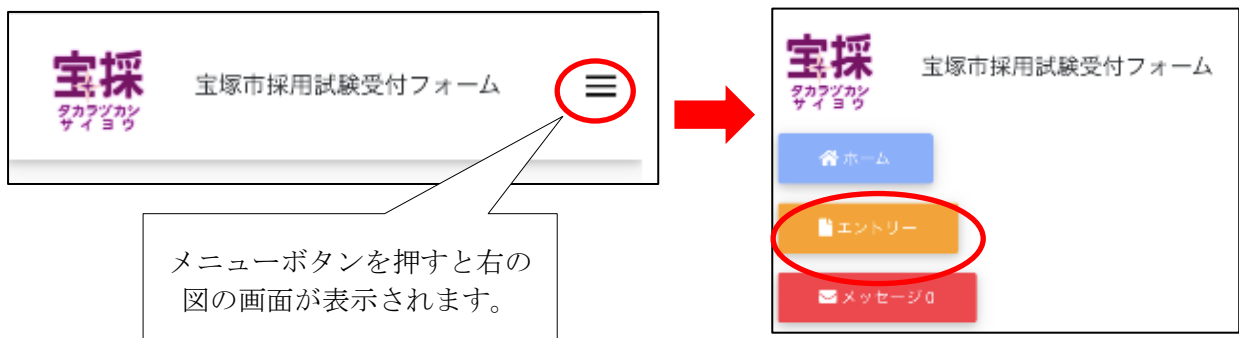 宝採
タカラヅカシ
サイヨウ
宝塚市採用試験受付フォーム
メニューボタンを押すと右の
図の画面が表示されます。
宝採
タカラヅカシ
サイヨウ
宝塚市採用試験受付フォーム
ホーム
エントリー
メッセージ0